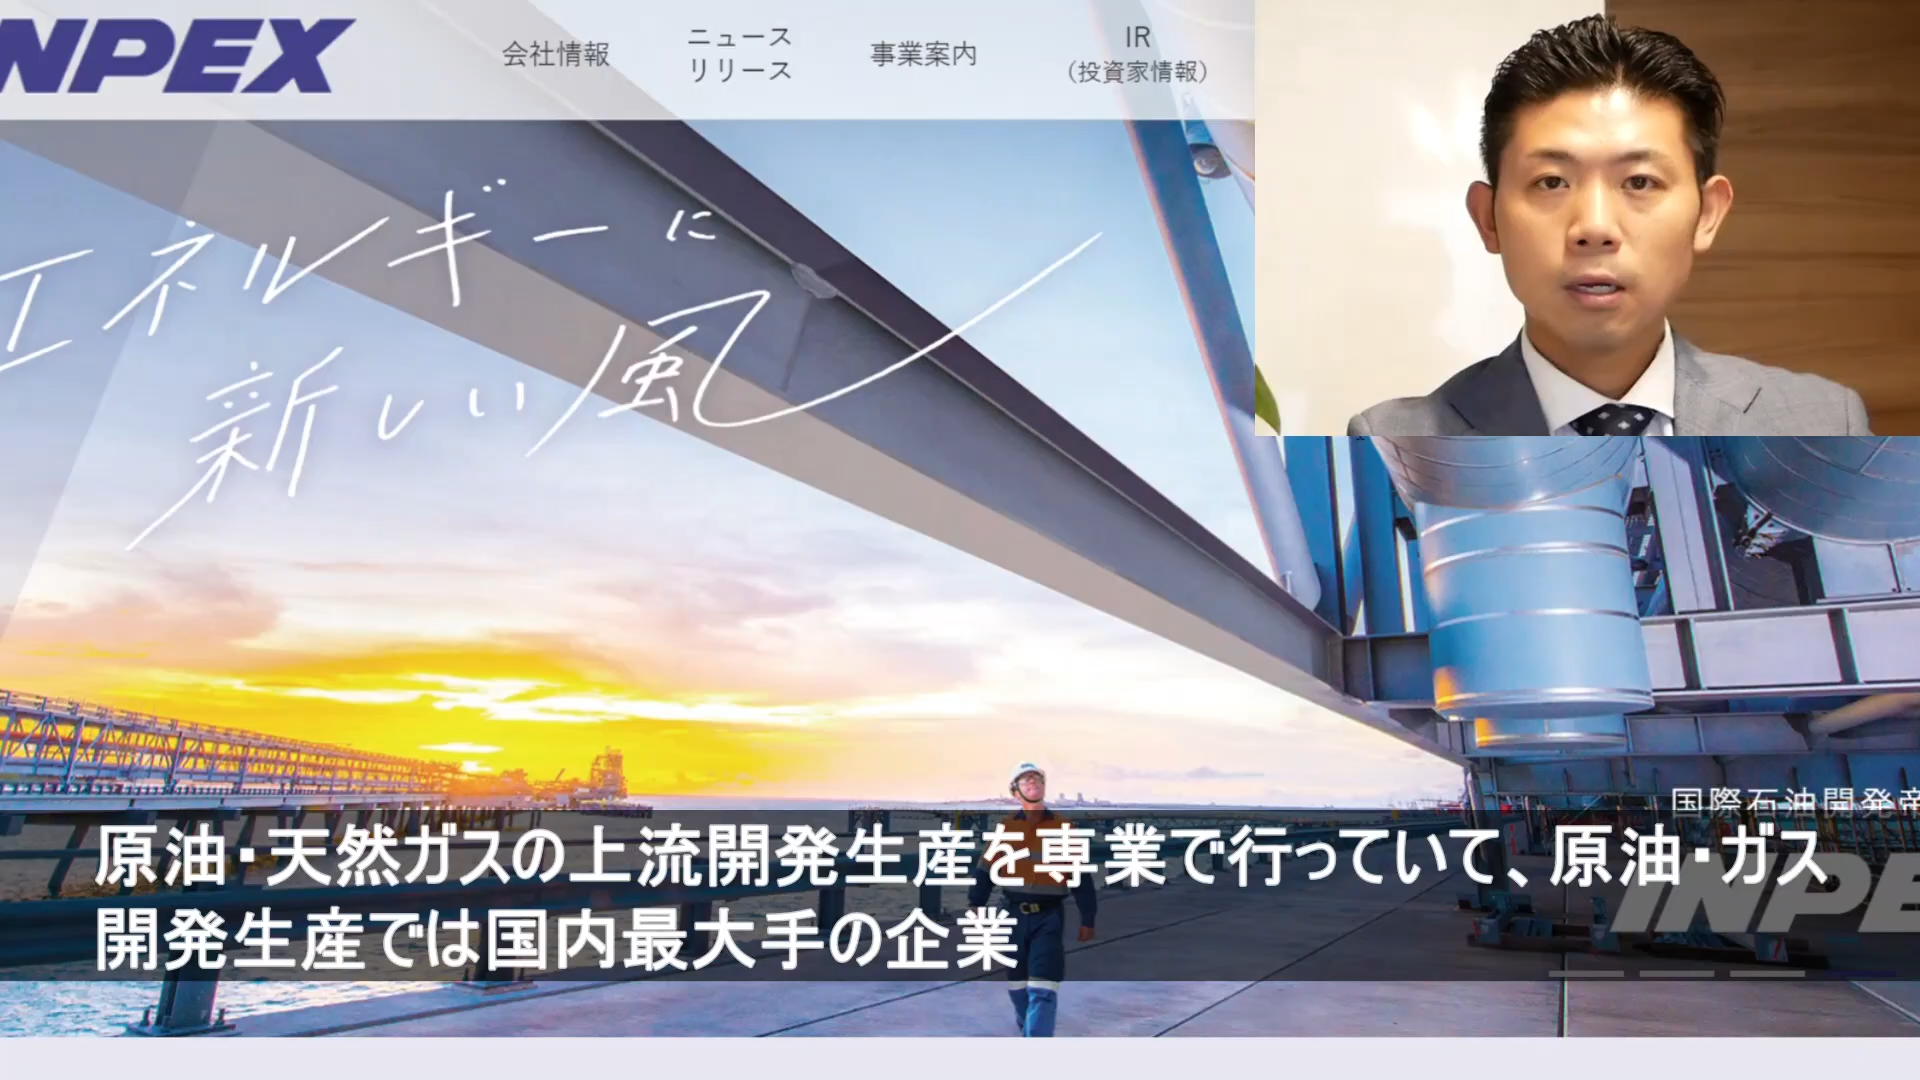 INPEX
会社情報
ニュース
リリース
事業案内
IR
（投資家情報）
エネルギーに
新しい風
国際石油開発帝
原油・天然ガスの上流開発生産を専業で行っていて、原油・ガス
開発生産では国内最大手の企業
INPE